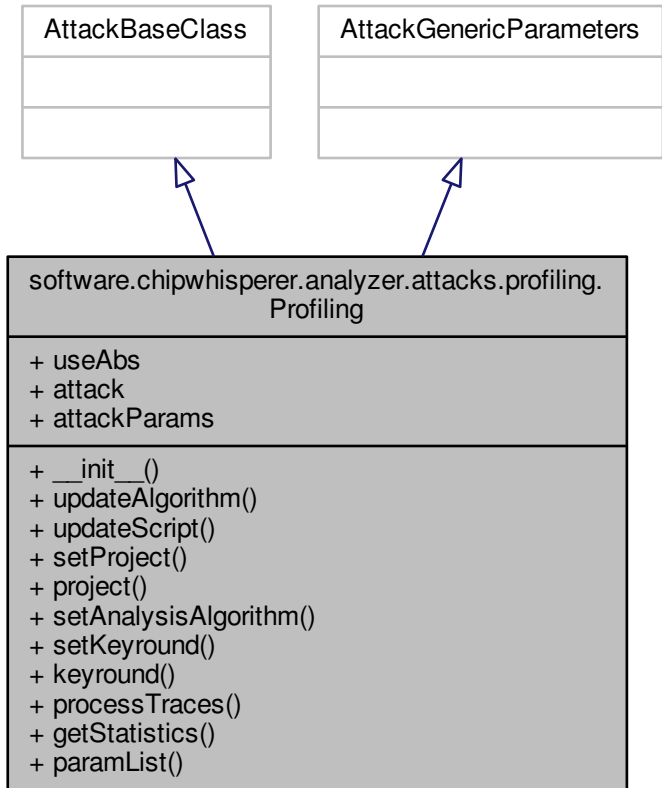 AttackBaseClass
AttackGenericParameters
software.chipwhisperer.analyzer.attacks.profiling.
Profiling
+ useAbs
+ attack
+ attackParams
+ __init__()
+ updateAlgorithm()
+ updateScript()
+ setProject()
+ project()
+ setAnalysisAlgorithm()
+ setKeyround()
+ keyround()
+ processTraces()
+ getStatistics()
+ paramList()